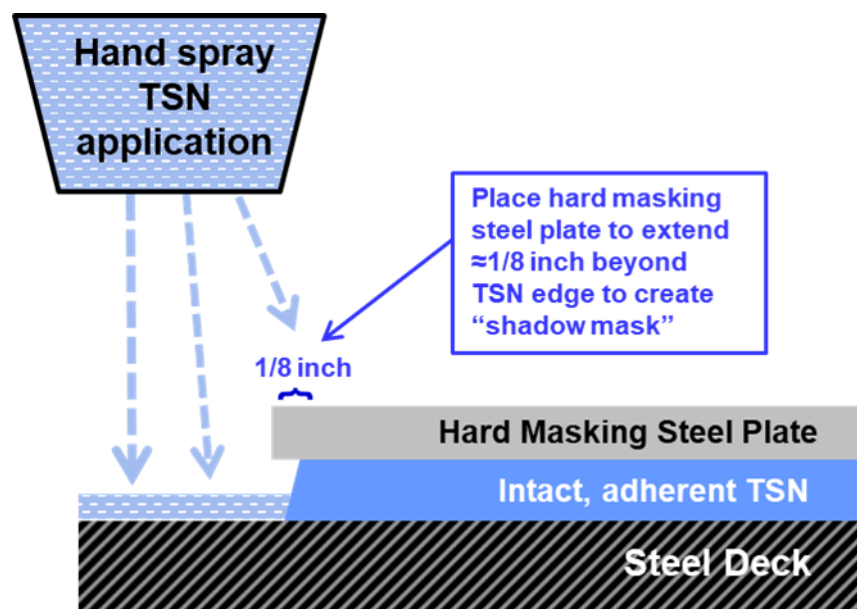 Hand spray
TSN
application
Place hard masking
steel plate to extend
≈1/8 inch beyond
TSN edge to create
“shadow mask”
1/8 inch
Hard Masking Steel Plate
Intact, adherent TSN
Steel Deck